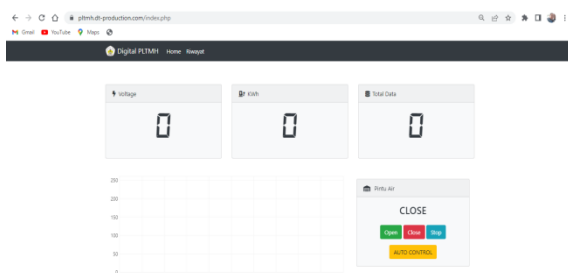 pltmh.dt-production.com/index.php
Gmail YouTube Maps
Digital PLTMH Home Riwayat
Voltage KWh Total Data
0 0 0
250
200
150
100
50
0
Pintu Air
CLOSE
Open Close Stop
AUTO CONTROL